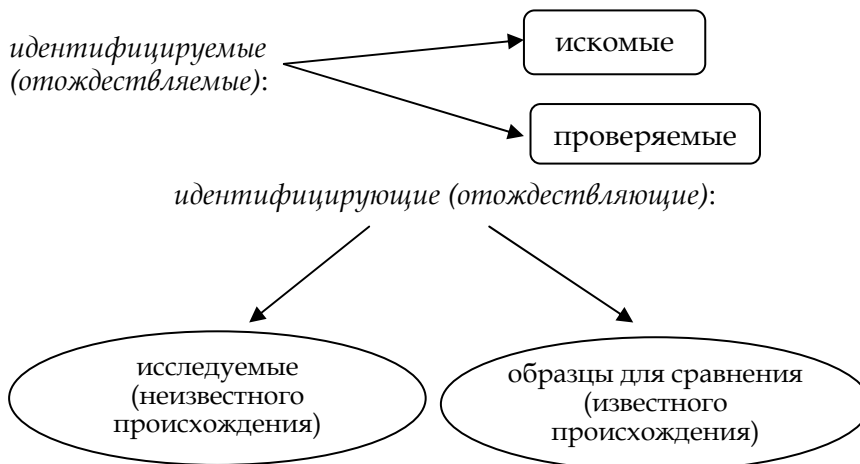 идентифицируемые
(отождествляемые):
искомые
проверяемые
идентифицирующие (отождествляющие):
исследуемые
(неизвестного
происхождения)
образцы для сравнения
(известного
происхождения)